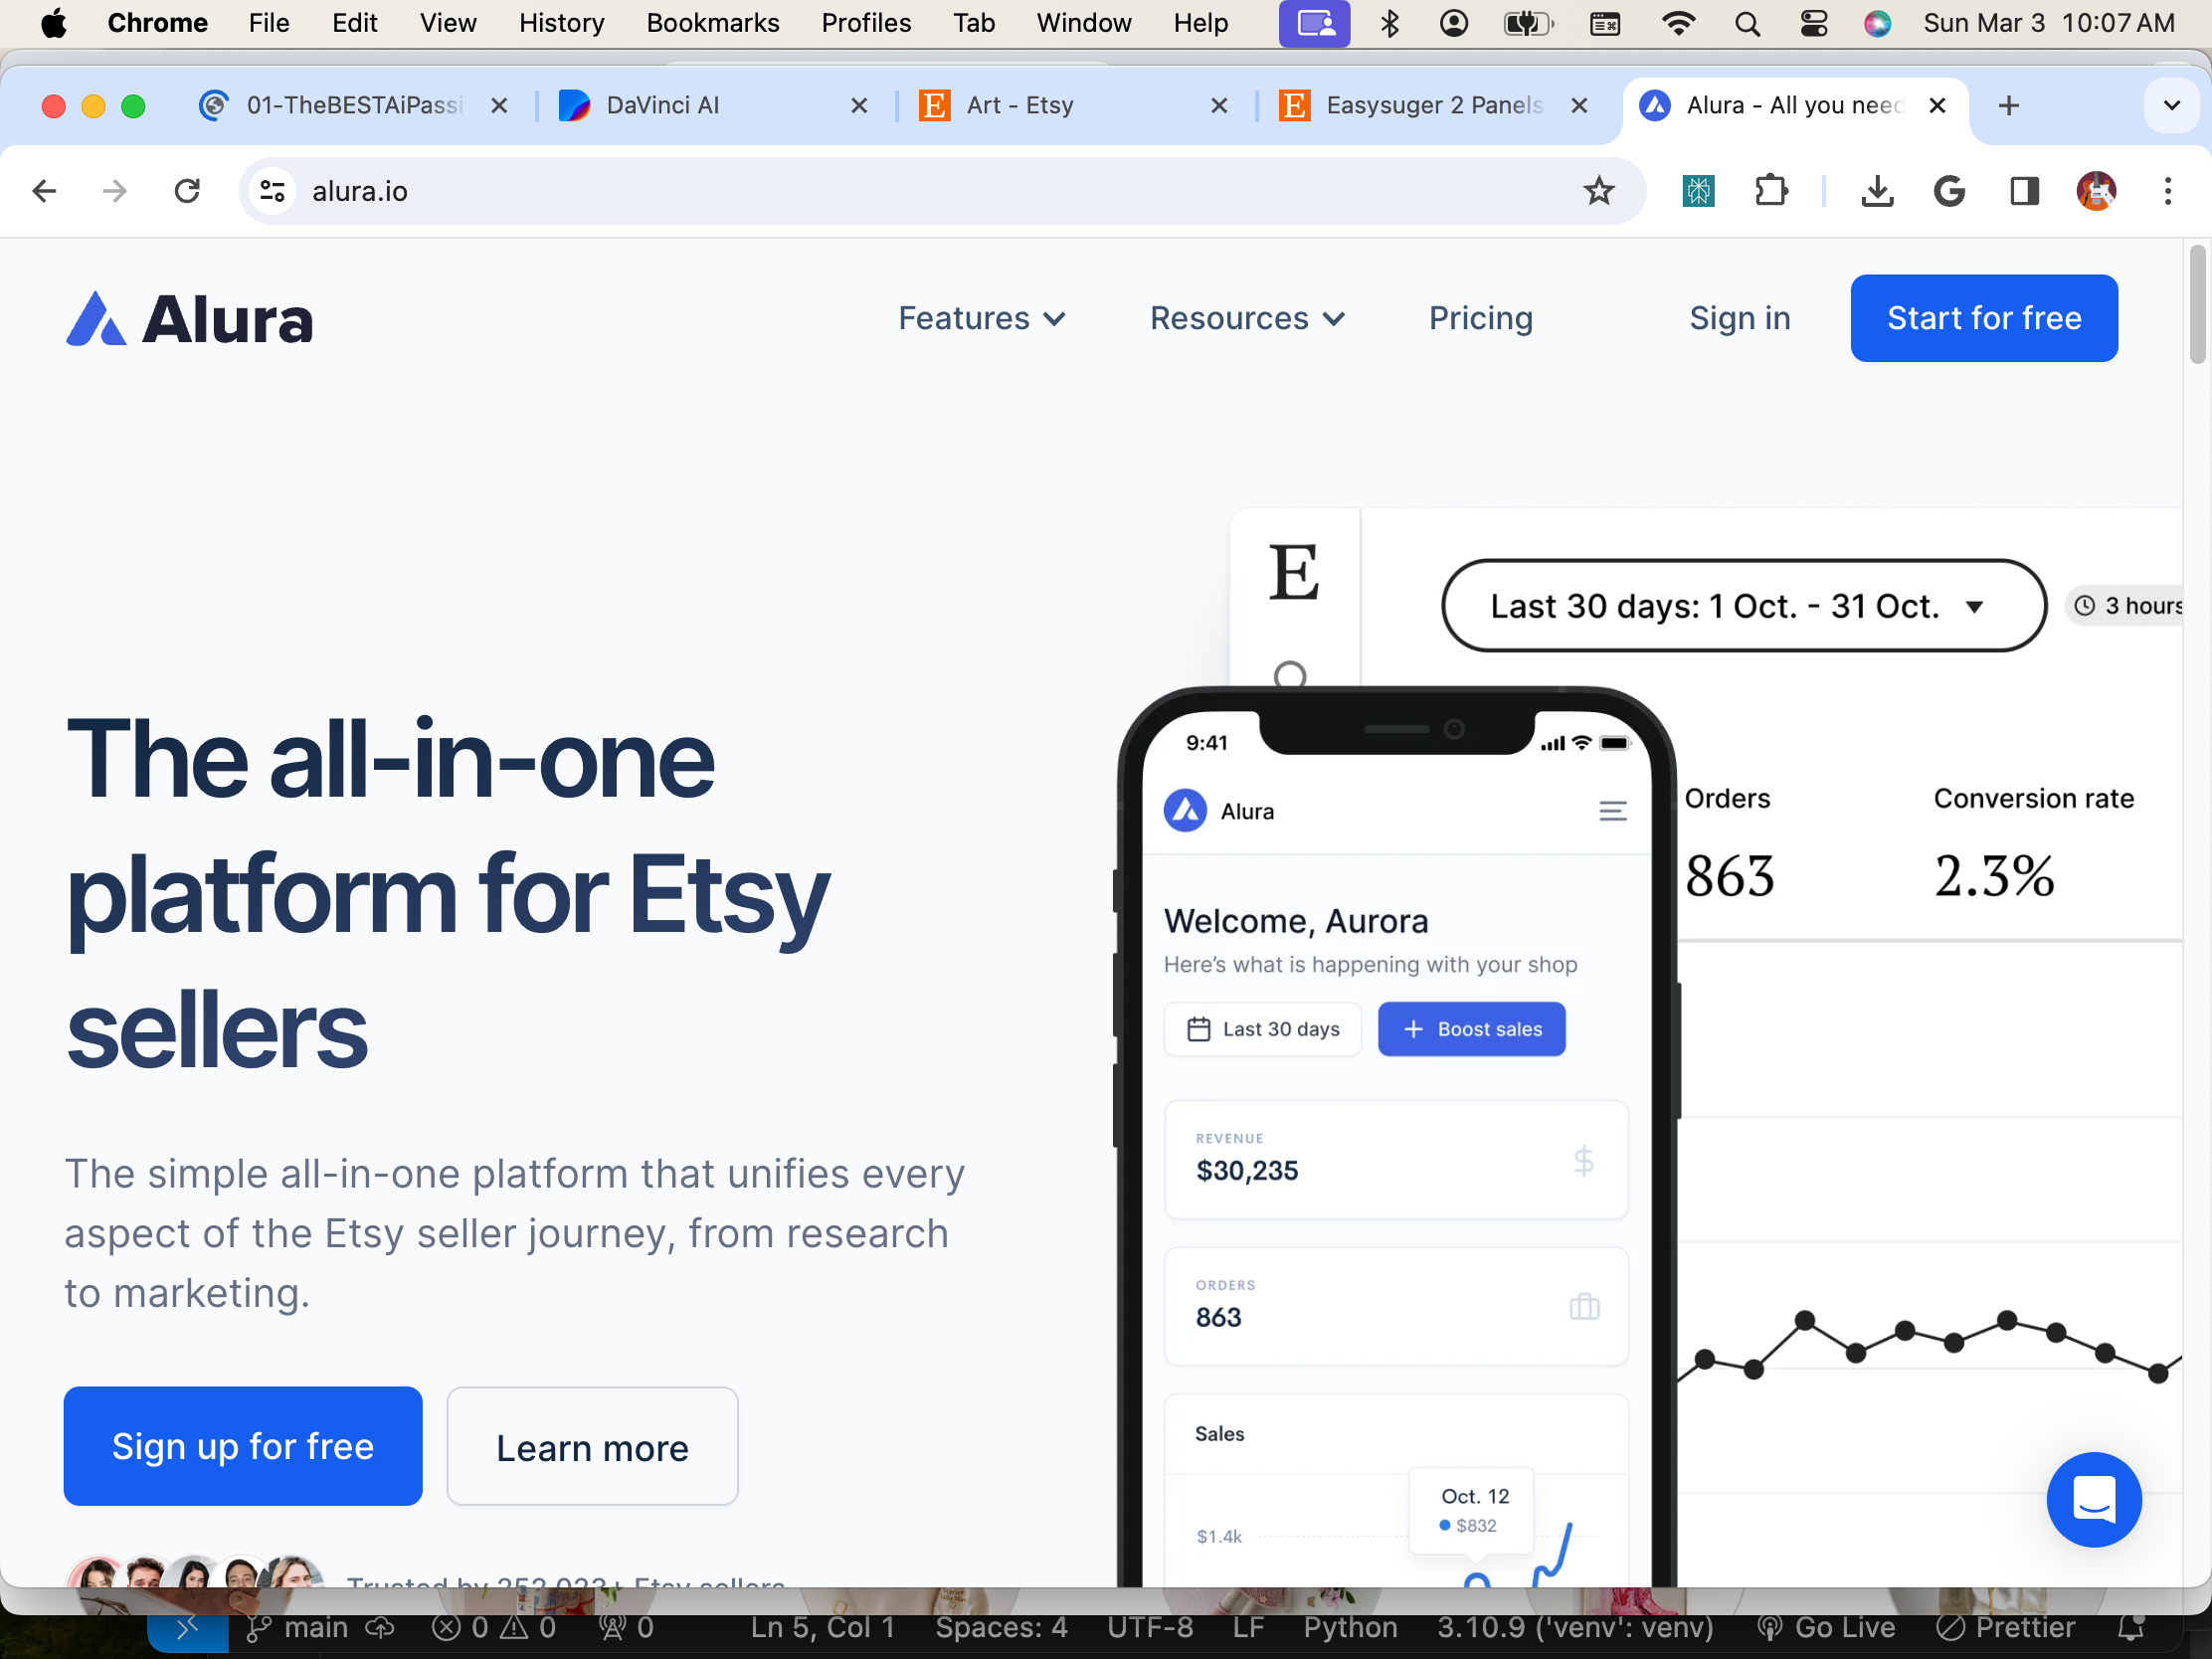 Chrome File Edit View History Bookmarks Profiles Tab Window Help Sun Mar 3 10:07 AM
01-TheBESTAiPassi DaVinci AI Art - Etsy Easysuger 2 Panels Alura - All you need
alura.io
Alura Features Resources Pricing Sign in Start for free
E
Last 30 days: 1 Oct. - 31 Oct. 3 hours
The all-in-one
platform for Etsy
sellers
The simple all-in-one platform that unifies every
aspect of the Etsy seller journey, from research
to marketing.
Sign up for free Learn more
Trusted by 252,023+ Etsy sellers
9:41
Alura
Welcome, Aurora
Here's what is happening with your shop
Last 30 days + Boost sales
REVENUE
$30,235
$
ORDERS
863
Sales
Oct. 12
$832
$1.4k
Orders Conversion rate
863 2.3%
main 0 0 0 Ln 5, Col 1 Spaces: 4 UTF-8 LF Python 3.10.9 ('venv': venv) Go Live Prettier